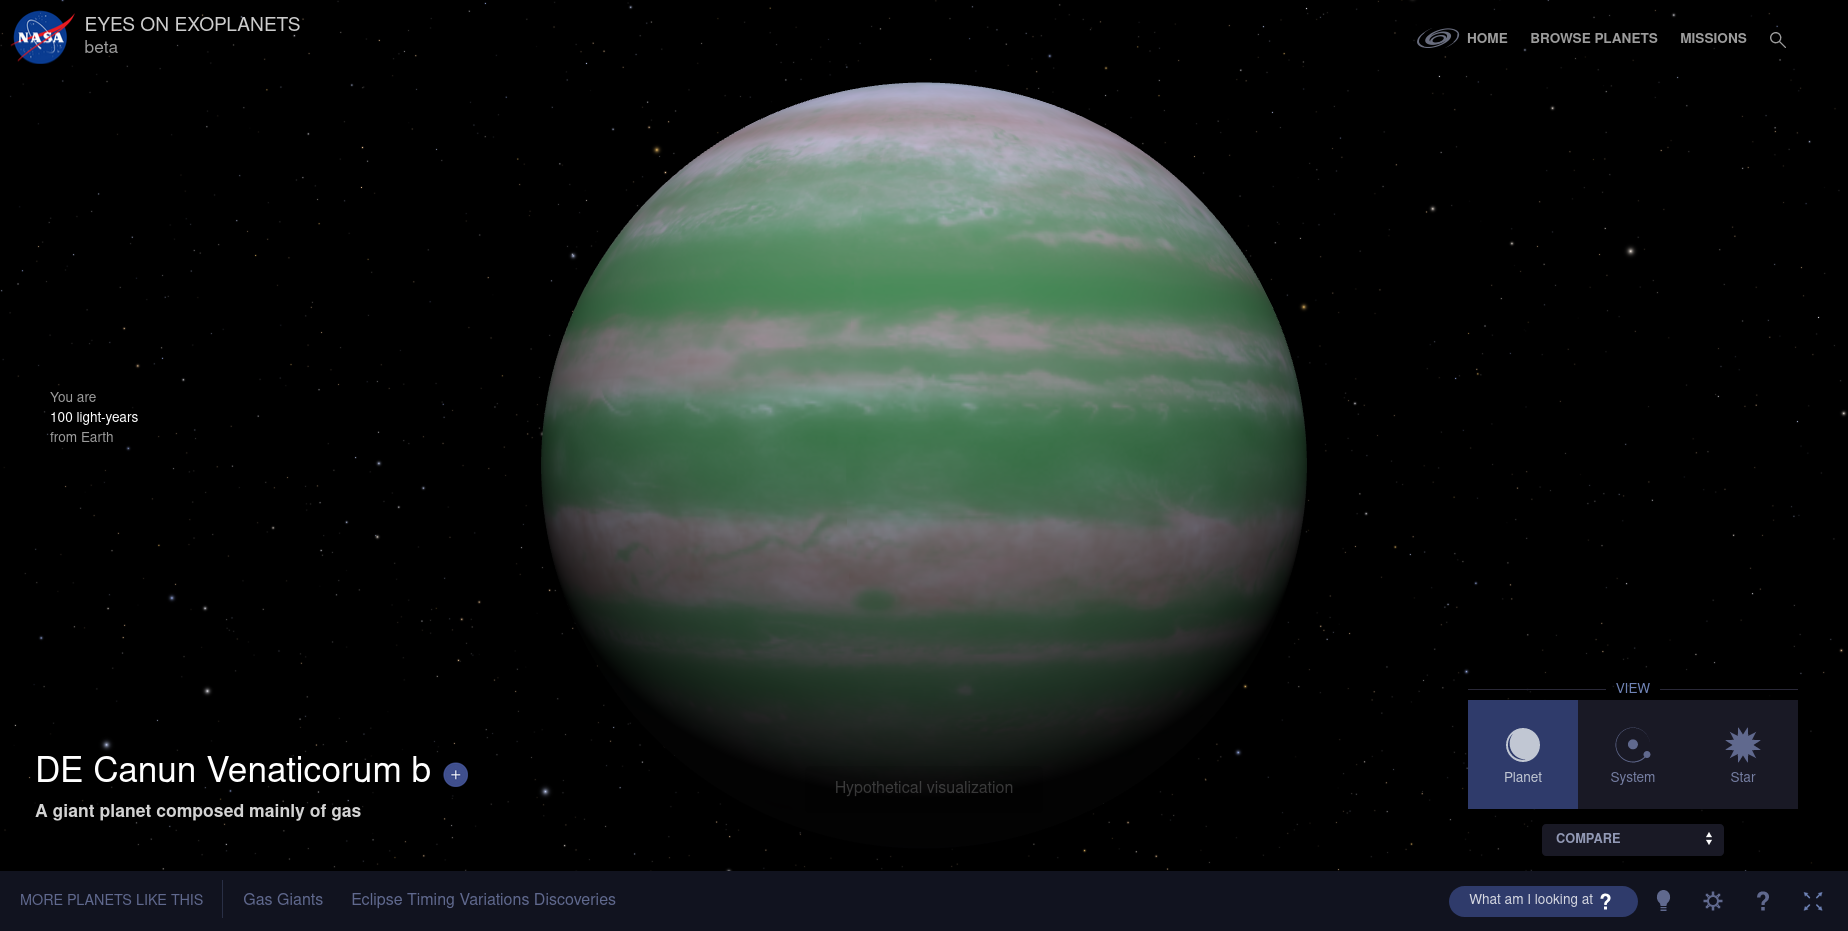 NASA
EYES ON EXOPLANETS
beta
HOME
BROWSE PLANETS
MISSIONS
You are
100 light-years
from Earth
DE Canun Venaticorum b +
A giant planet composed mainly of gas
Hypothetical visualization
VIEW
Planet
System
Star
COMPARE
MORE PLANETS LIKE THIS
Gas Giants
Eclipse Timing Variations Discoveries
What am I looking at ?
?